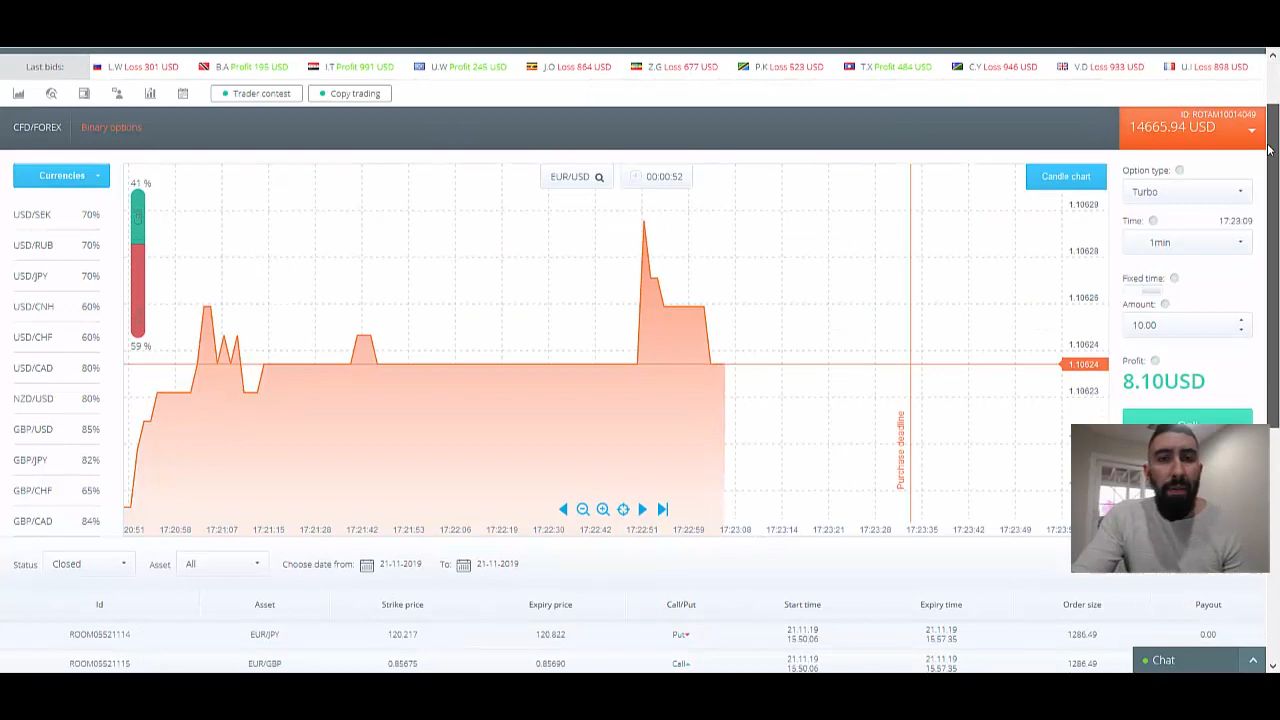 Last bids: L.W Loss 301 USD B.A Profit 195 USD I.T Profit 991 USD U.W Profit 245 USD J.O Loss 864 USD Z.G Loss 677 USD P.K Loss 523 USD T.X Profit 484 USD C.Y Loss 946 USD V.D Loss 933 USD U.I Loss 898 USD
Trader contest Copy trading
CFD/FOREX Binary options
ID: ROTAM10014049
14665.94 USD
Currencies
USD/SEK 70%
USD/RUB 70%
USD/JPY 70%
USD/CNH 60%
USD/CHF 60%
USD/CAD 80%
NZD/USD 80%
GBP/USD 85%
GBP/JPY 82%
GBP/CHF 65%
GBP/CAD 84%
41 %
59 %
EUR/USD 00:00:52
Candle chart
1.10629
1.10628
1.10626
1.10624
1.10624
1.10623
Purchase deadline
20:51 17:20:58 17:21:07 17:21:15 17:21:28 17:21:42 17:21:53 17:22:06 17:22:19 17:22:30 17:22:42 17:22:51 17:22:59 17:23:08 17:23:14 17:23:21 17:23:28 17:23:35 17:23:42 17:23:49
Option type:
Turbo
Time: 17:23:09
1min
Fixed time:
Amount:
10.00
Profit:
8.10USD
Status Closed Asset All Choose date from: 21-11-2019 To: 21-11-2019
Id Asset Strike price Expiry price Call/Put Start time Expiry time Order size Payout
ROOM05521114 EUR/JPY 120.217 120.822 Put 21.11.19 15.50.06 21.11.19 15.57.35 1286.49 0.00
ROOM05521115 EUR/GBP 0.85675 0.85690 Call 21.11.19 15.50.06 21.11.19 15.57.35 1286.49
Chat